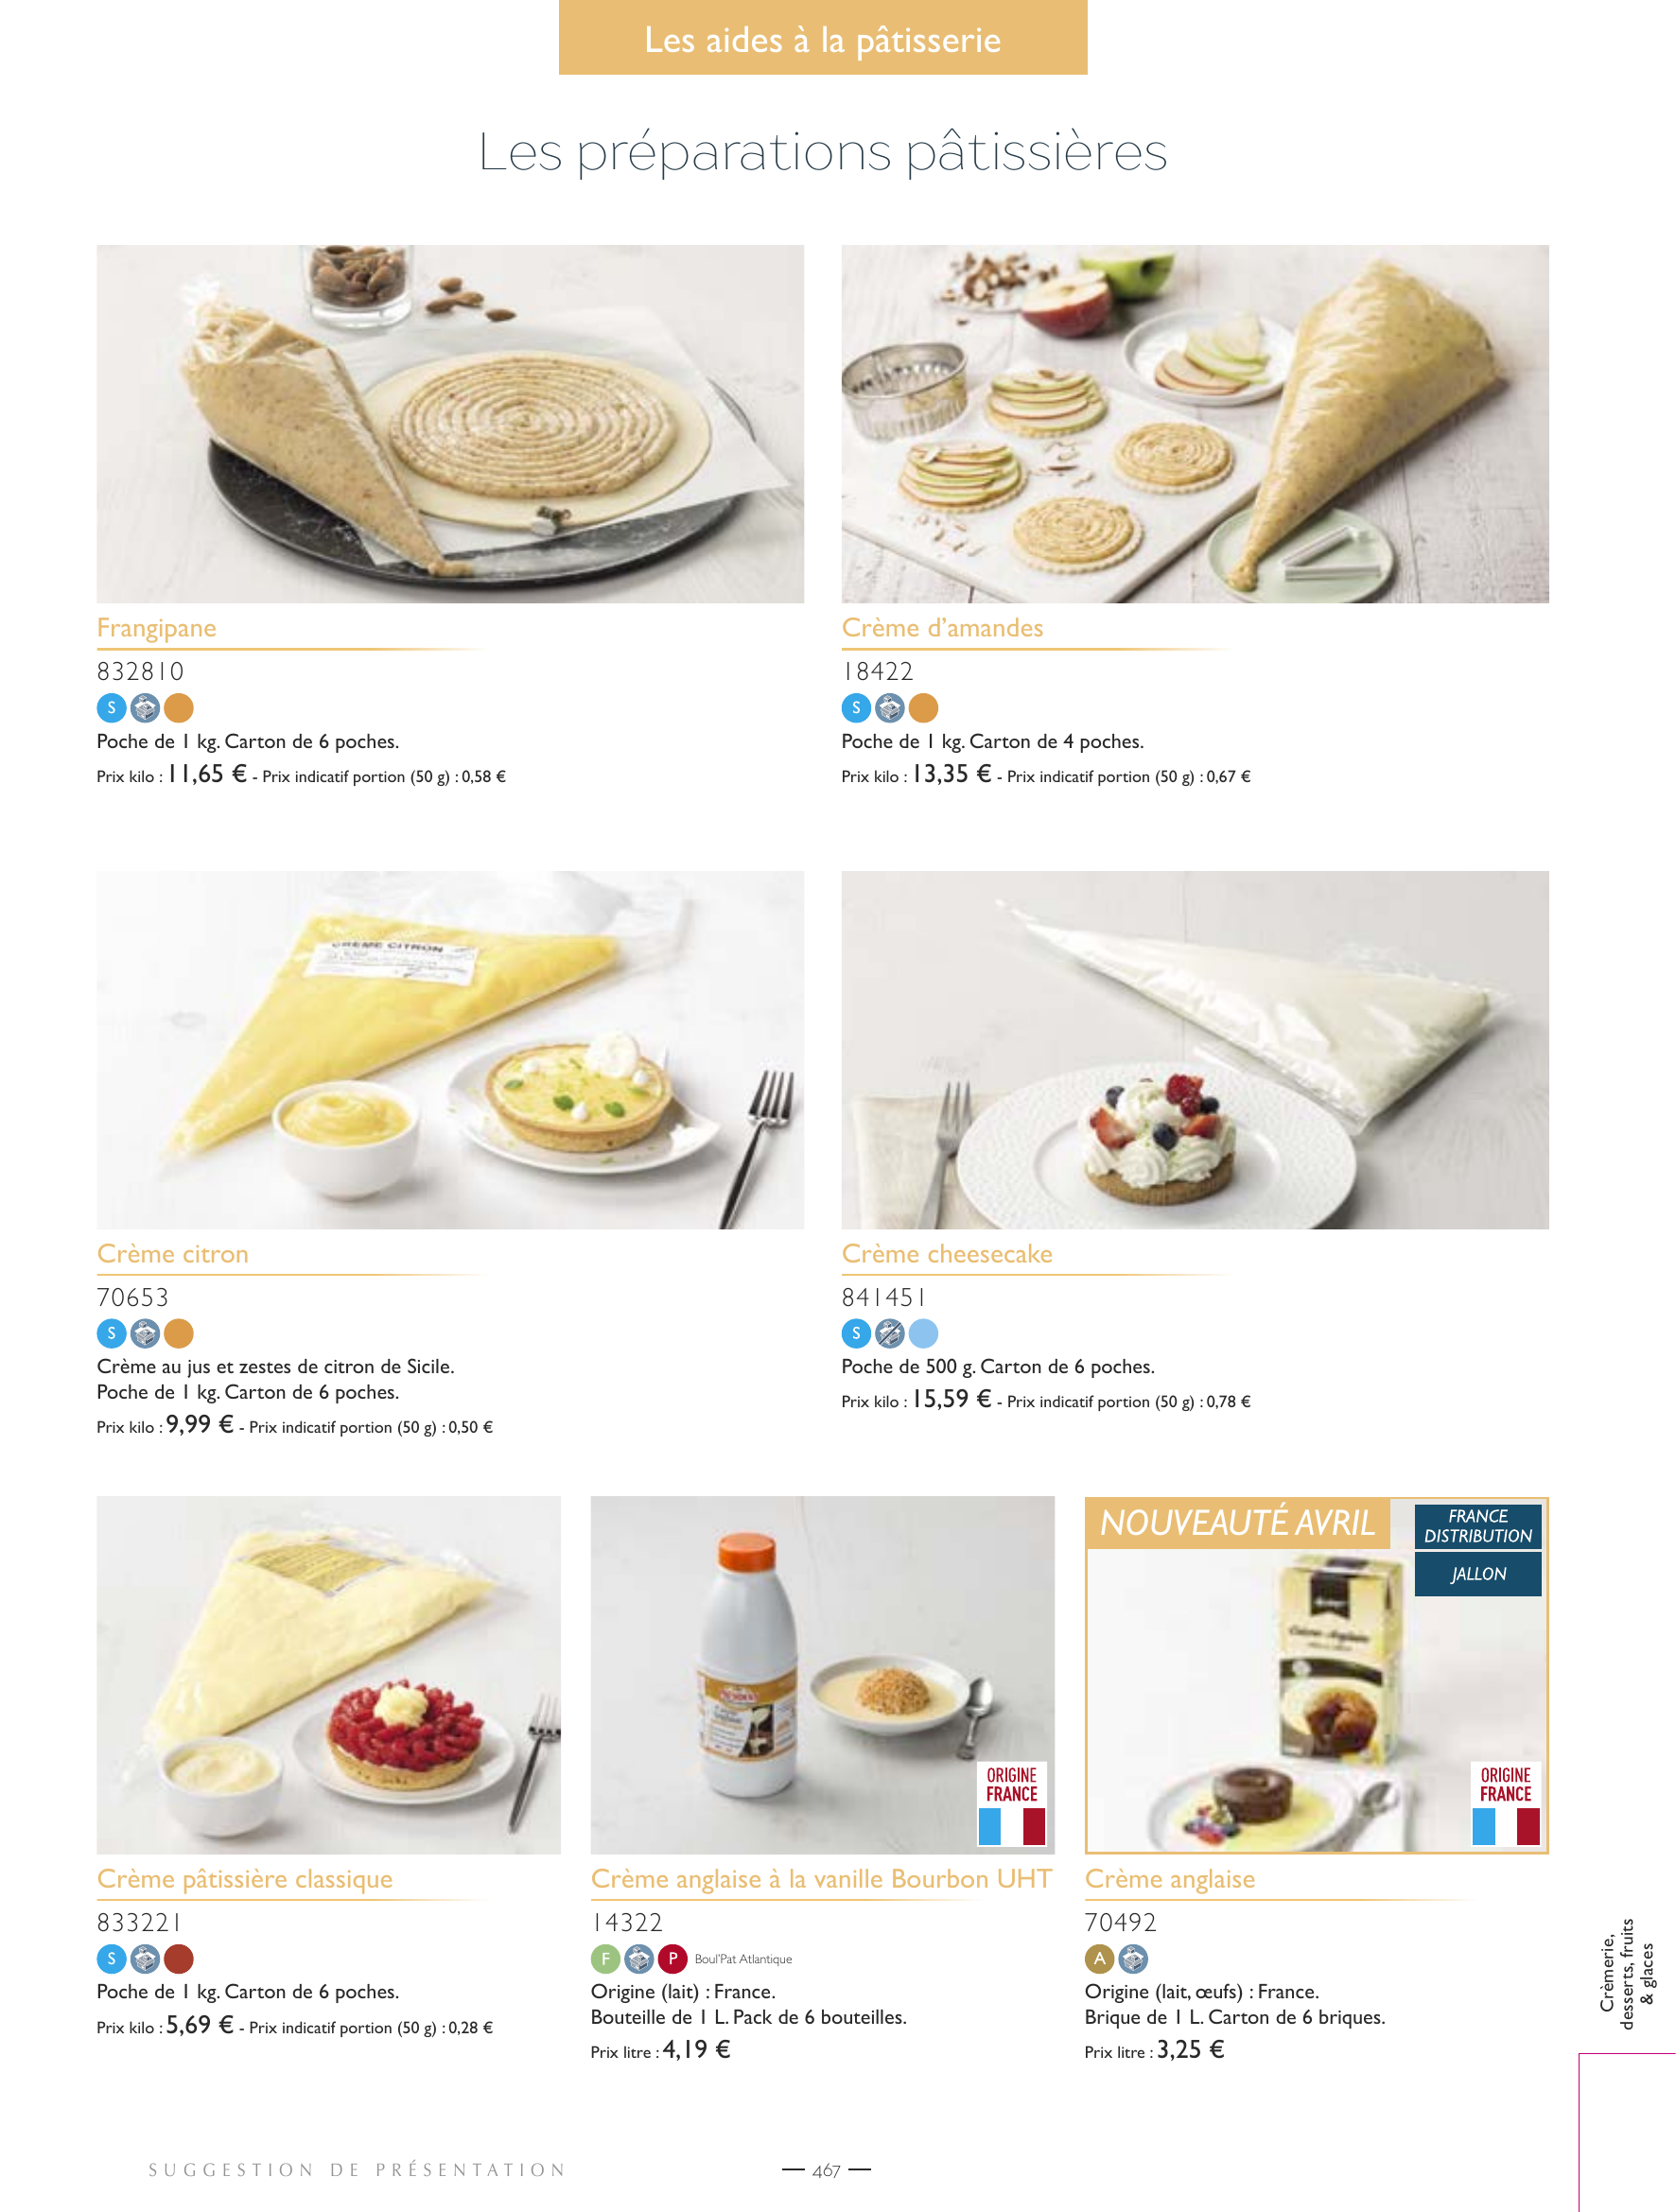 Les aides à la pâtisserie
Les préparations pâtissières
Frangipane
832810
S
Poche de 1 kg. Carton de 6 poches.
Prix kilo : 11,65 € - Prix indicatif portion (50 g) : 0,58 €
Crème d’amandes
18422
S
Poche de 1 kg. Carton de 4 poches.
Prix kilo : 13,35 € - Prix indicatif portion (50 g) : 0,67 €
CRÈME CITRON
Crème citron
70653
S
Crème au jus et zestes de citron de Sicile.
Poche de 1 kg. Carton de 6 poches.
Prix kilo : 9,99 € - Prix indicatif portion (50 g) : 0,50 €
Crème cheesecake
841451
S
Poche de 500 g. Carton de 6 poches.
Prix kilo : 15,59 € - Prix indicatif portion (50 g) : 0,78 €
Crème pâtissière classique
833221
S
Poche de 1 kg. Carton de 6 poches.
Prix kilo : 5,69 € - Prix indicatif portion (50 g) : 0,28 €
ORIGINE
FRANCE
Crème anglaise à la vanille Bourbon UHT
14322
F P Boul'Pat Atlantique
Origine (lait) : France.
Bouteille de 1 L. Pack de 6 bouteilles.
Prix litre : 4,19 €
NOUVEAUTÉ AVRIL
FRANCE
DISTRIBUTION
JALLON
Crème Anglaise
ORIGINE
FRANCE
Crème anglaise
70492
A
Origine (lait, œufs) : France.
Brique de 1 L. Carton de 6 briques.
Prix litre : 3,25 €
Crèmerie,
desserts, fruits
& glaces
SUGGESTION DE PRÉSENTATION
467